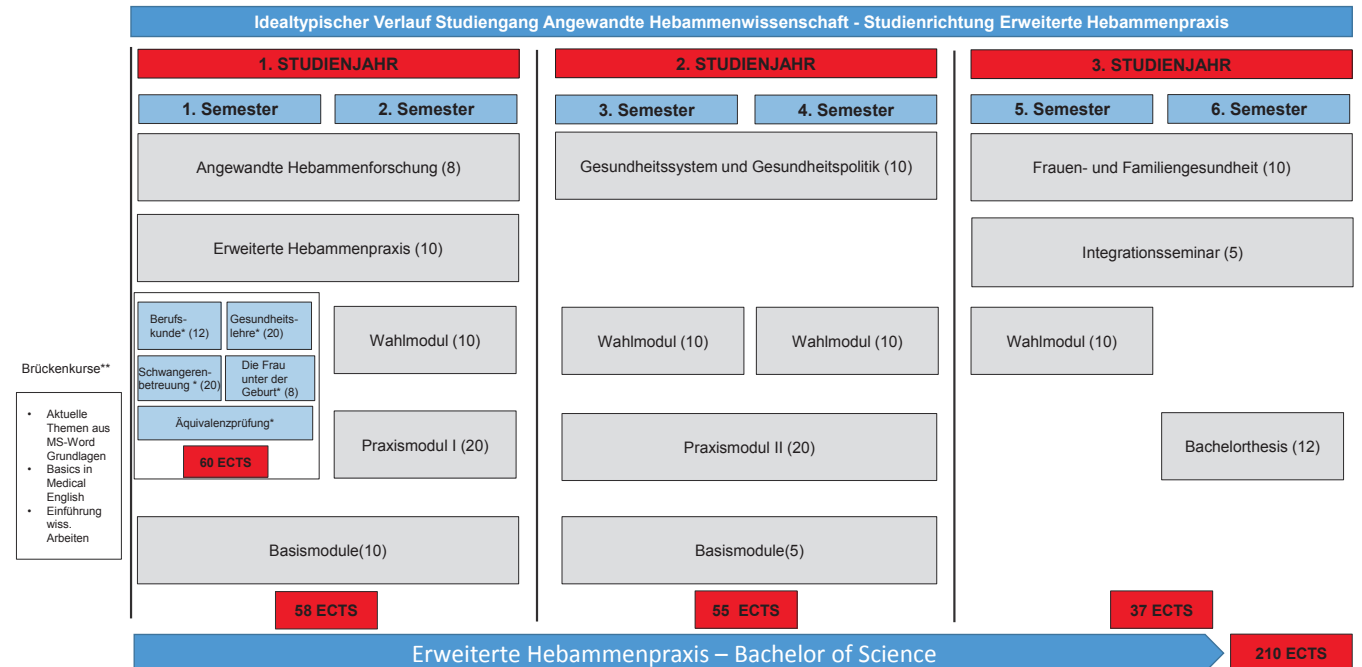 Idealtypischer Verlauf Studiengang Angewandte Hebammenwissenschaft - Studienrichtung Erweiterte Hebammenpraxis
1. STUDIENJAHR
2. STUDIENJAHR
3. STUDIENJAHR
1. Semester
2. Semester
3. Semester
4. Semester
5. Semester
6. Semester
Angewandte Hebammenforschung (8)
Gesundheitssystem und Gesundheitspolitik (10)
Frauen- und Familiengesundheit (10)
Erweiterte Hebammenpraxis (10)
Integrationsseminar (5)
Berufs-
kunde* (12)
Gesundheits-
lehre* (20)
Schwangeren-
betreuung * (20)
Die Frau
unter der
Geburt* (8)
Äquivalenzprüfung*
60 ECTS
Wahlmodul (10)
Wahlmodul (10)
Wahlmodul (10)
Wahlmodul (10)
Brückenkurse**
• Aktuelle
Themen aus
MS-Word
Grundlagen
• Basics in
Medical
English
• Einführung
wiss.
Arbeiten
Praxismodul I (20)
Praxismodul II (20)
Bachelorthesis (12)
Basismodule(10)
Basismodule(5)
58 ECTS
55 ECTS
37 ECTS
Erweiterte Hebammenpraxis – Bachelor of Science
210 ECTS